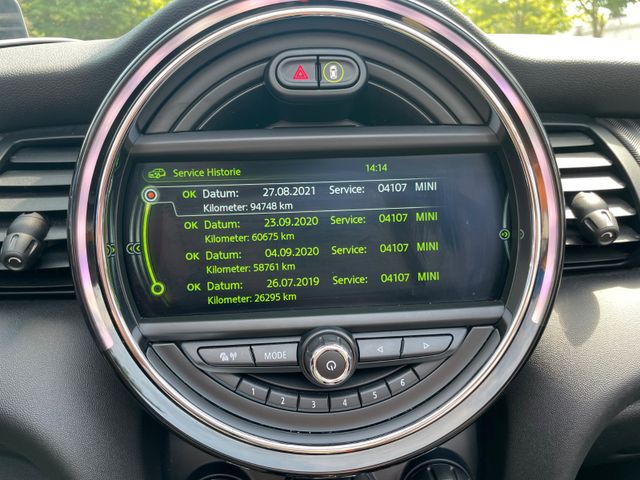 Service Historie 14:14
OK Datum: 27.08.2021 Service: 04107 MINI
Kilometer: 94748 km
OK Datum: 23.09.2020 Service: 04107 MINI
Kilometer: 60675 km
OK Datum: 04.09.2020 Service: 04107 MINI
Kilometer: 58761 km
OK Datum: 26.07.2019 Service: 04107 MINI
Kilometer: 26295 km
MODE
1 2 3 4 5 6